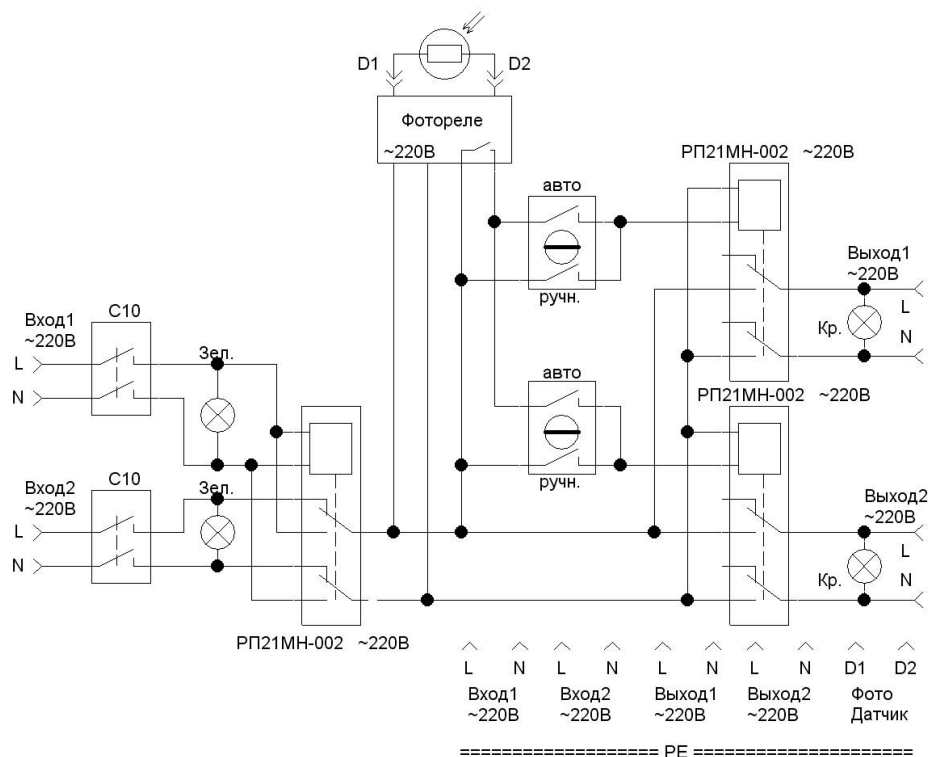 D1
D2
Фотореле
~220В
РП21МН-002 ~220В
авто
ручн.
Выход1
~220В
L
Кр.
N
С10
Вход1
~220В
L
N
Зел.
авто
ручн.
РП21МН-002 ~220В
С10
Вход2
~220В
L
N
Зел.
Выход2
~220В
L
Кр.
N
РП21МН-002 ~220В
L N L N L N L N D1 D2
Вход1 Вход2 Выход1 Выход2 Фото
~220В ~220В ~220В ~220В Датчик
=================== PE =====================